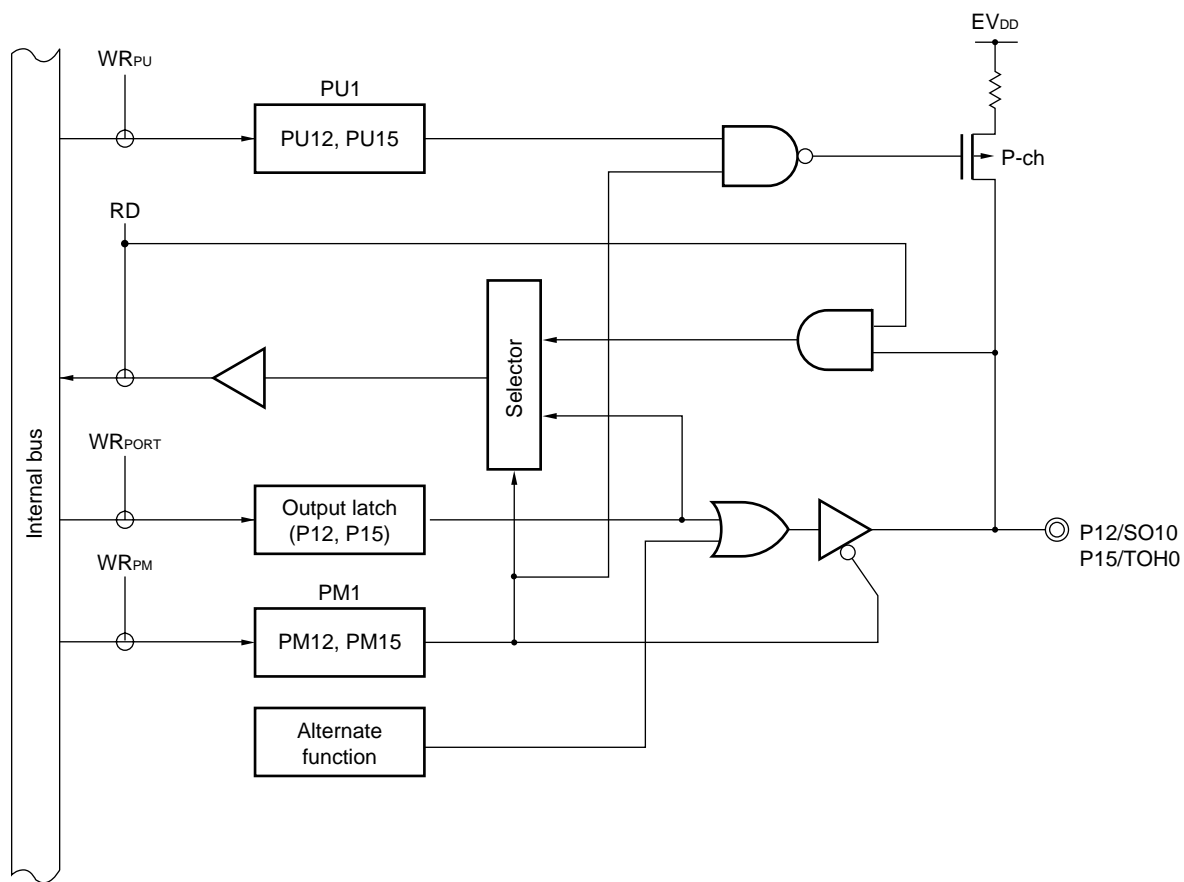 EVDD
WRPU
PU1
PU12, PU15
P-ch
RD
Selector
WRPORT
Internal bus
Output latch
(P12, P15)
P12/SO10
P15/TOH0
WRPM
PM1
PM12, PM15
Alternate
function